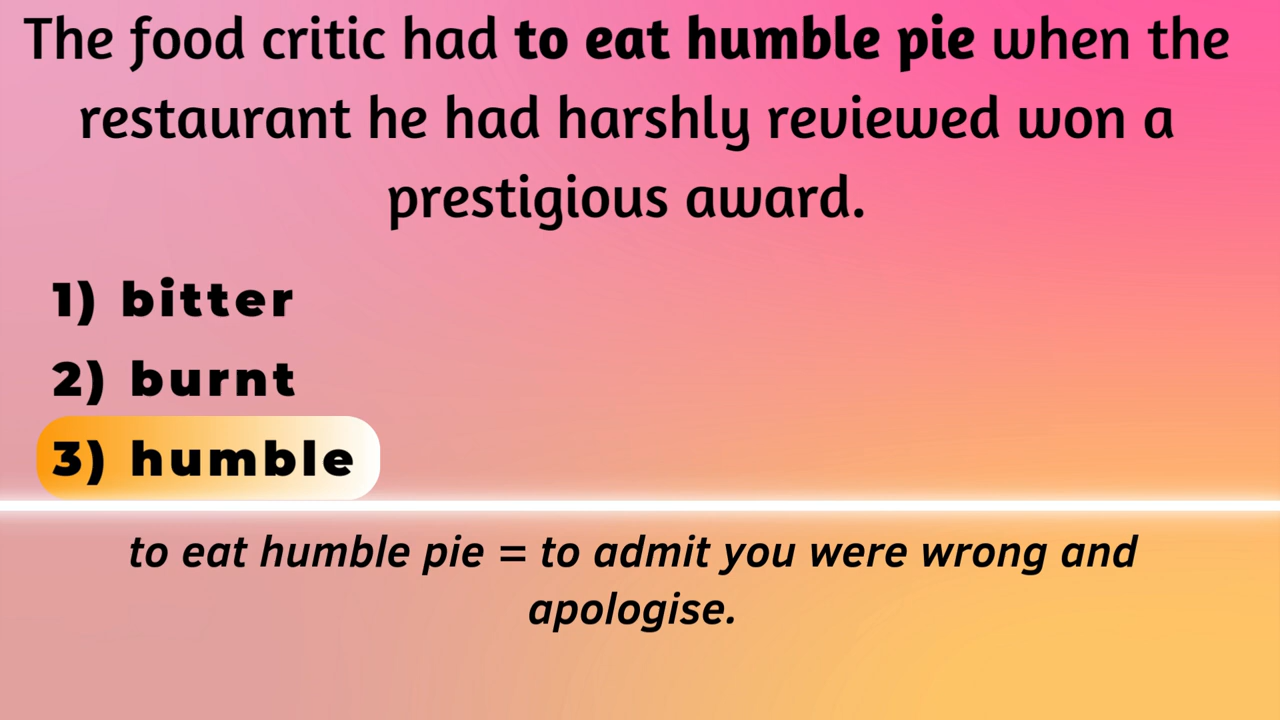 The food critic had to eat humble pie when the
restaurant he had harshly reviewed won a
prestigious award.
1) bitter
2) burnt
3) humble
to eat humble pie = to admit you were wrong and
apologise.